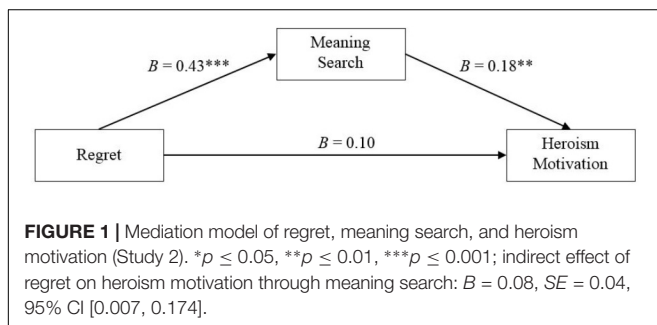 Meaning
Search
B = 0.43***
B = 0.18**
Regret
B = 0.10
Heroism
Motivation
FIGURE 1 | Mediation model of regret, meaning search, and heroism
motivation (Study 2). *p ≤ 0.05, **p ≤ 0.01, ***p ≤ 0.001; indirect effect of
regret on heroism motivation through meaning search: B = 0.08, SE = 0.04,
95% CI [0.007, 0.174].